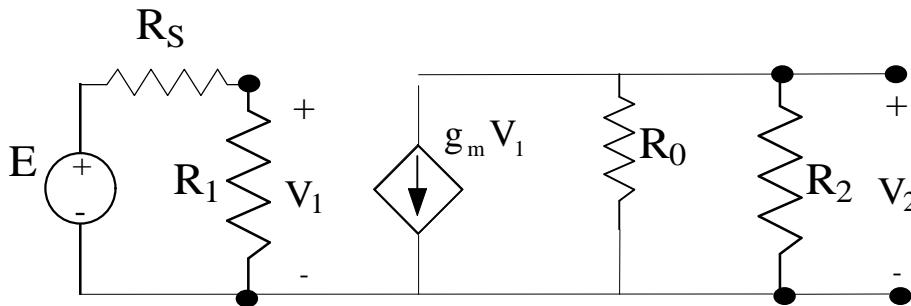 R_S
+
+
g_m V_1
E
+
-
R_1
V_1
R_0
R_2
V_2
-
-